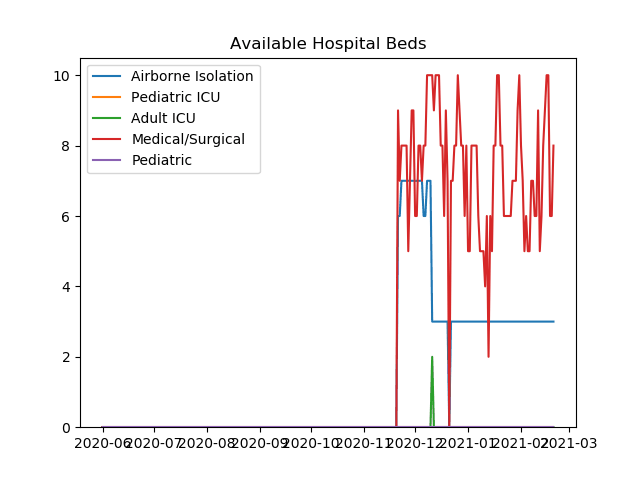 Available Hospital Beds
Airborne Isolation
Pediatric ICU
Adult ICU
Medical/Surgical
Pediatric
10
8
6
4
2
0
2020-06 2020-07 2020-08 2020-09 2020-10 2020-11 2020-12 2021-01 2021-02 2021-03